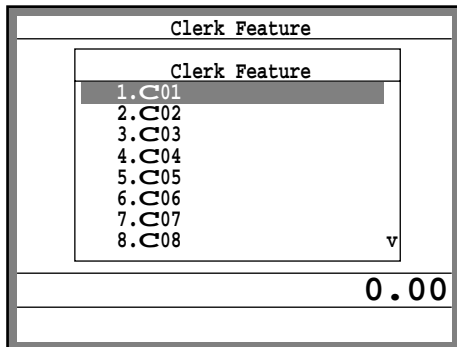 Clerk Feature
Clerk Feature
1.C01
2.C02
3.C03
4.C04
5.C05
6.C06
7.C07
8.C08 v
0.00